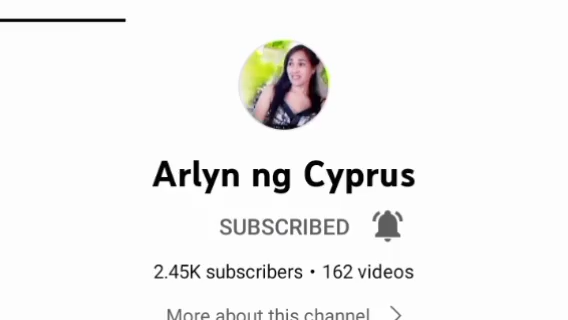 Arlyn ng Cyprus
SUBSCRIBED
2.45K subscribers • 162 videos
More about this channel